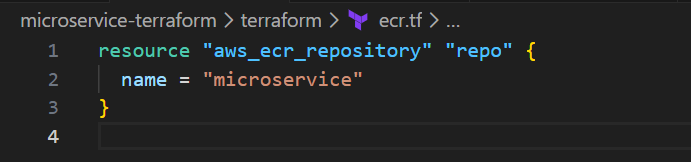 microservice-terraform > terraform > ecr.tf > ...
1 resource "aws_ecr_repository" "repo" {
2   name = "microservice"
3 }
4